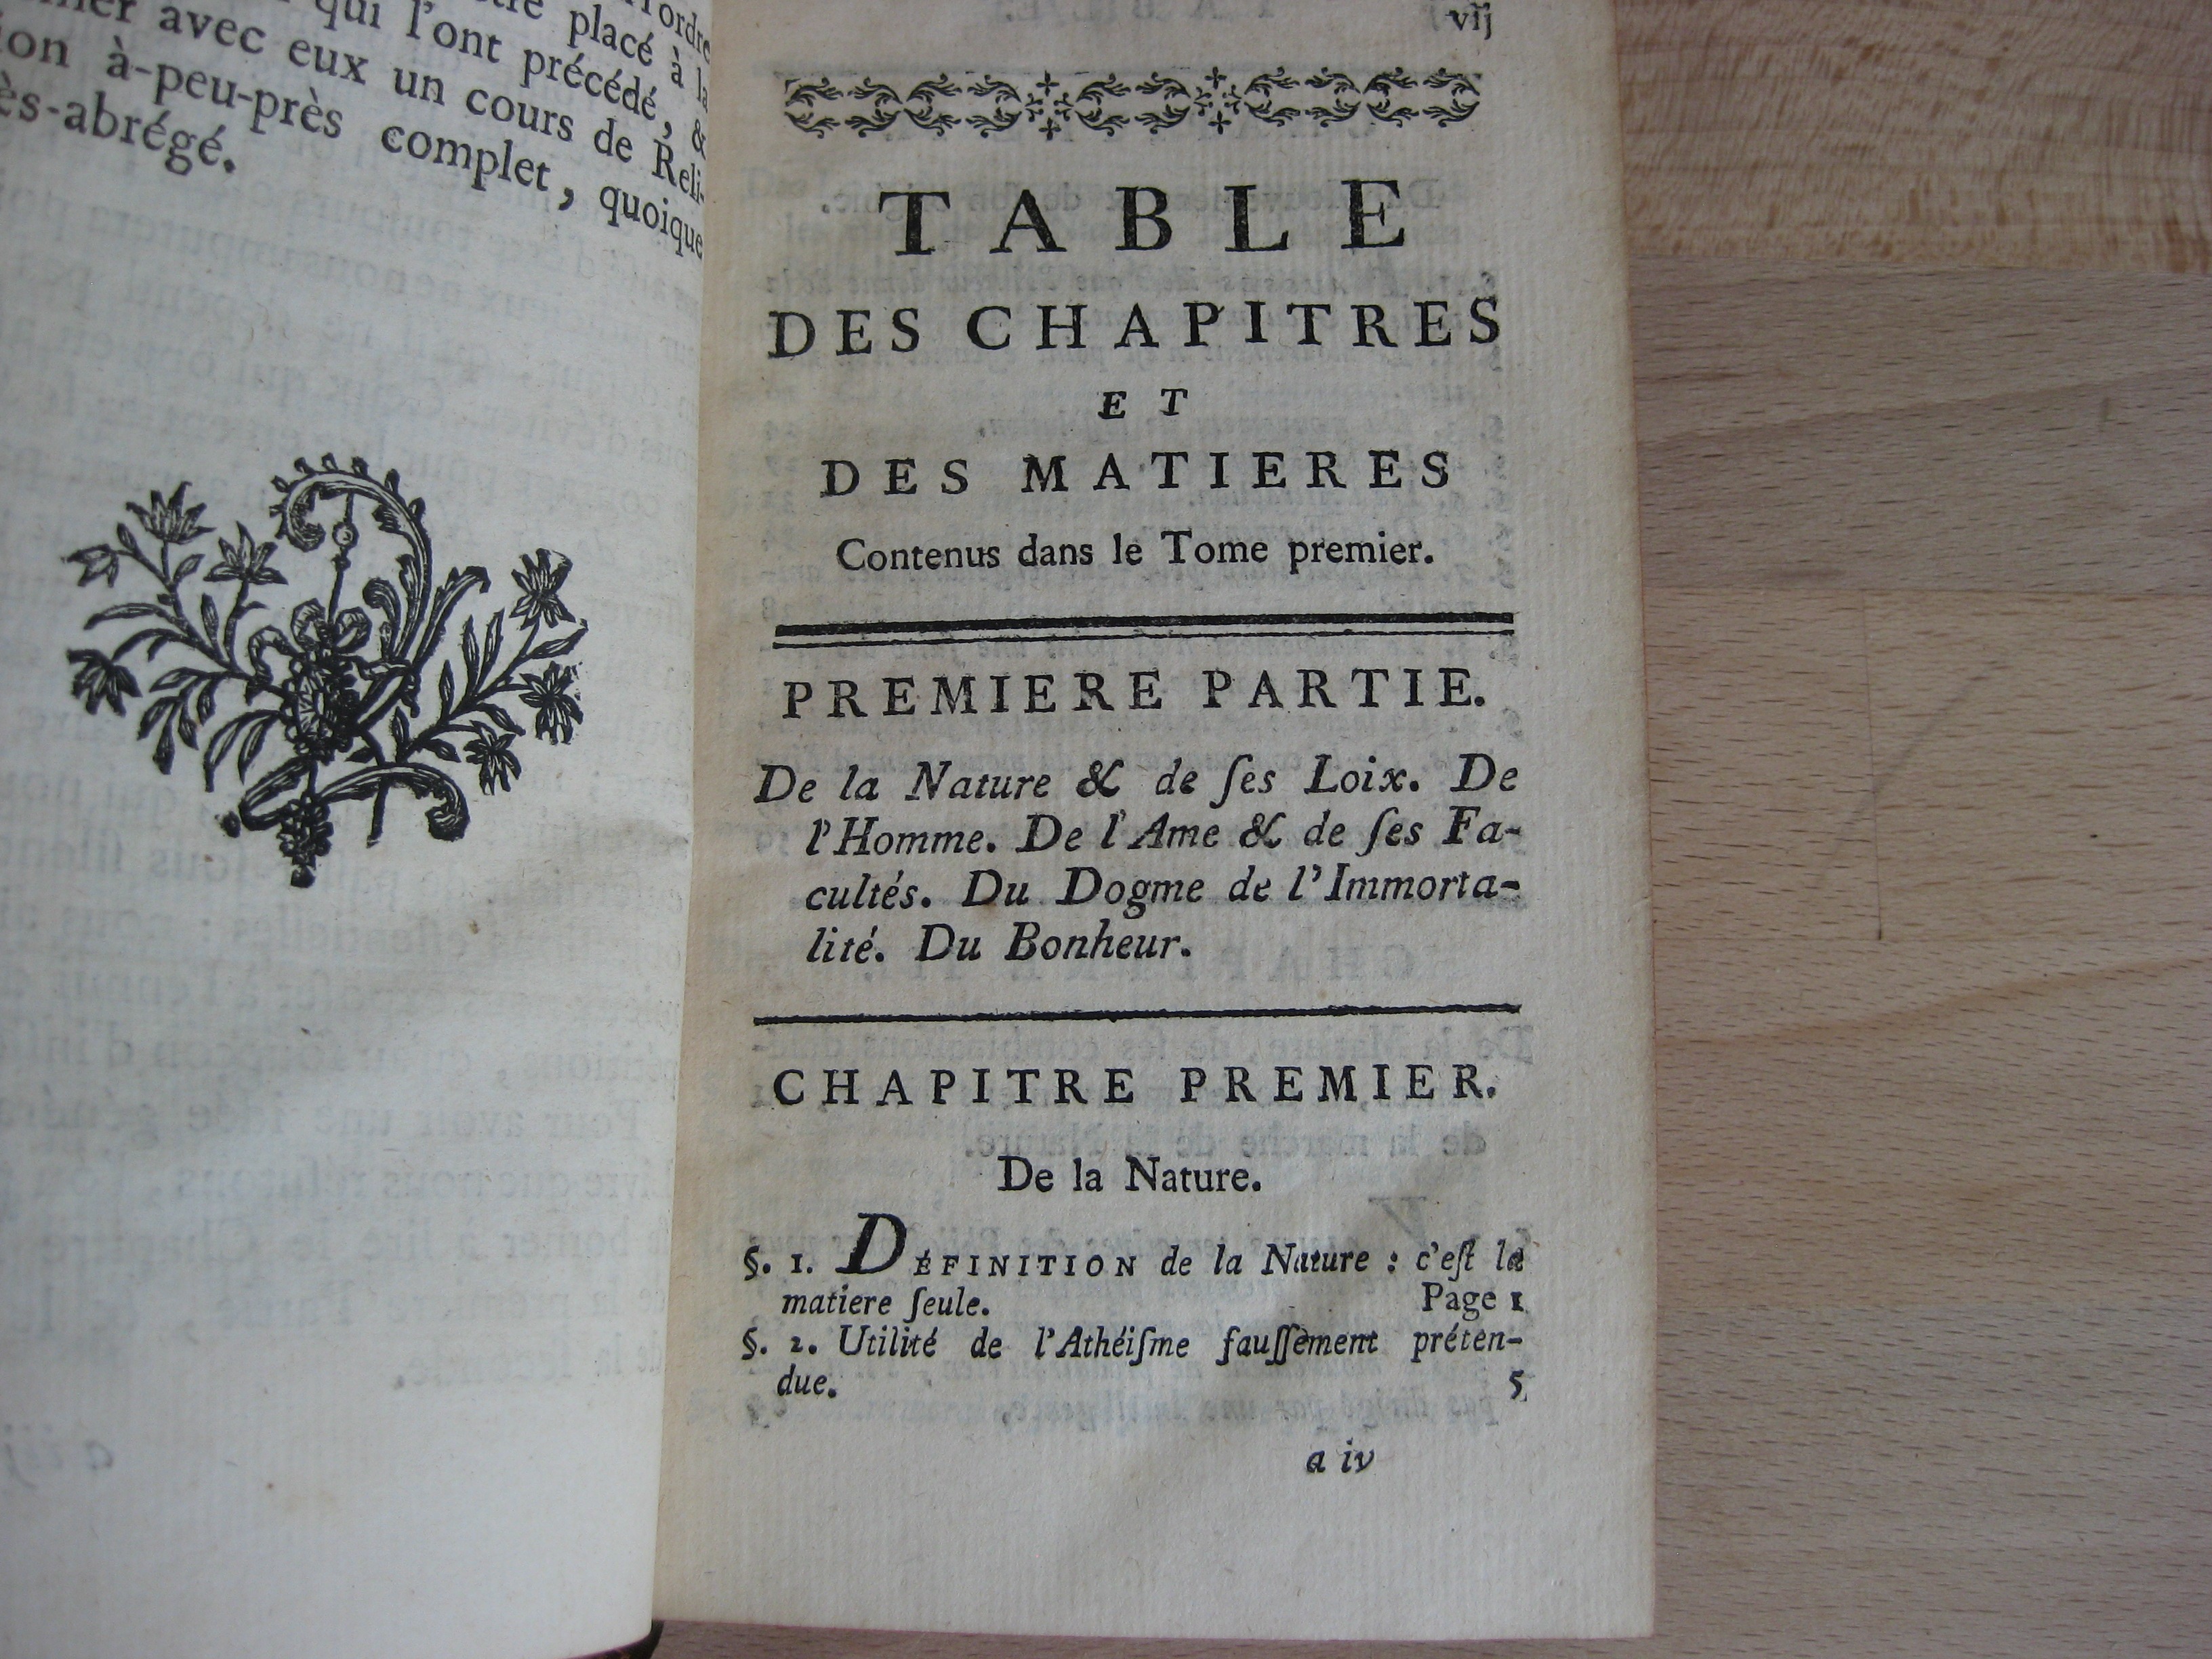 l'ordre
placé à la
qui l'ont précédé, &
avec eux un cours de Reli-
ion à-peu-près complet, quoique
ès-abrégé.
vij
TABLE
DES CHAPITRES
ET
DES MATIERES
Contenus dans le Tome premier.
PREMIERE PARTIE.
De la Nature & de ſes Loix. De
l'Homme. De l'Ame & de ſes Fa-
cultés. Du Dogme de l'Immorta-
lité. Du Bonheur.
CHAPITRE PREMIER.
De la Nature.
§. 1. DÉFINITION de la Nature : c'eſt la
matiere ſeule. Page 1
§. 2. Utilité de l'Athéiſme fauſſement préten-
due. 5
a iv